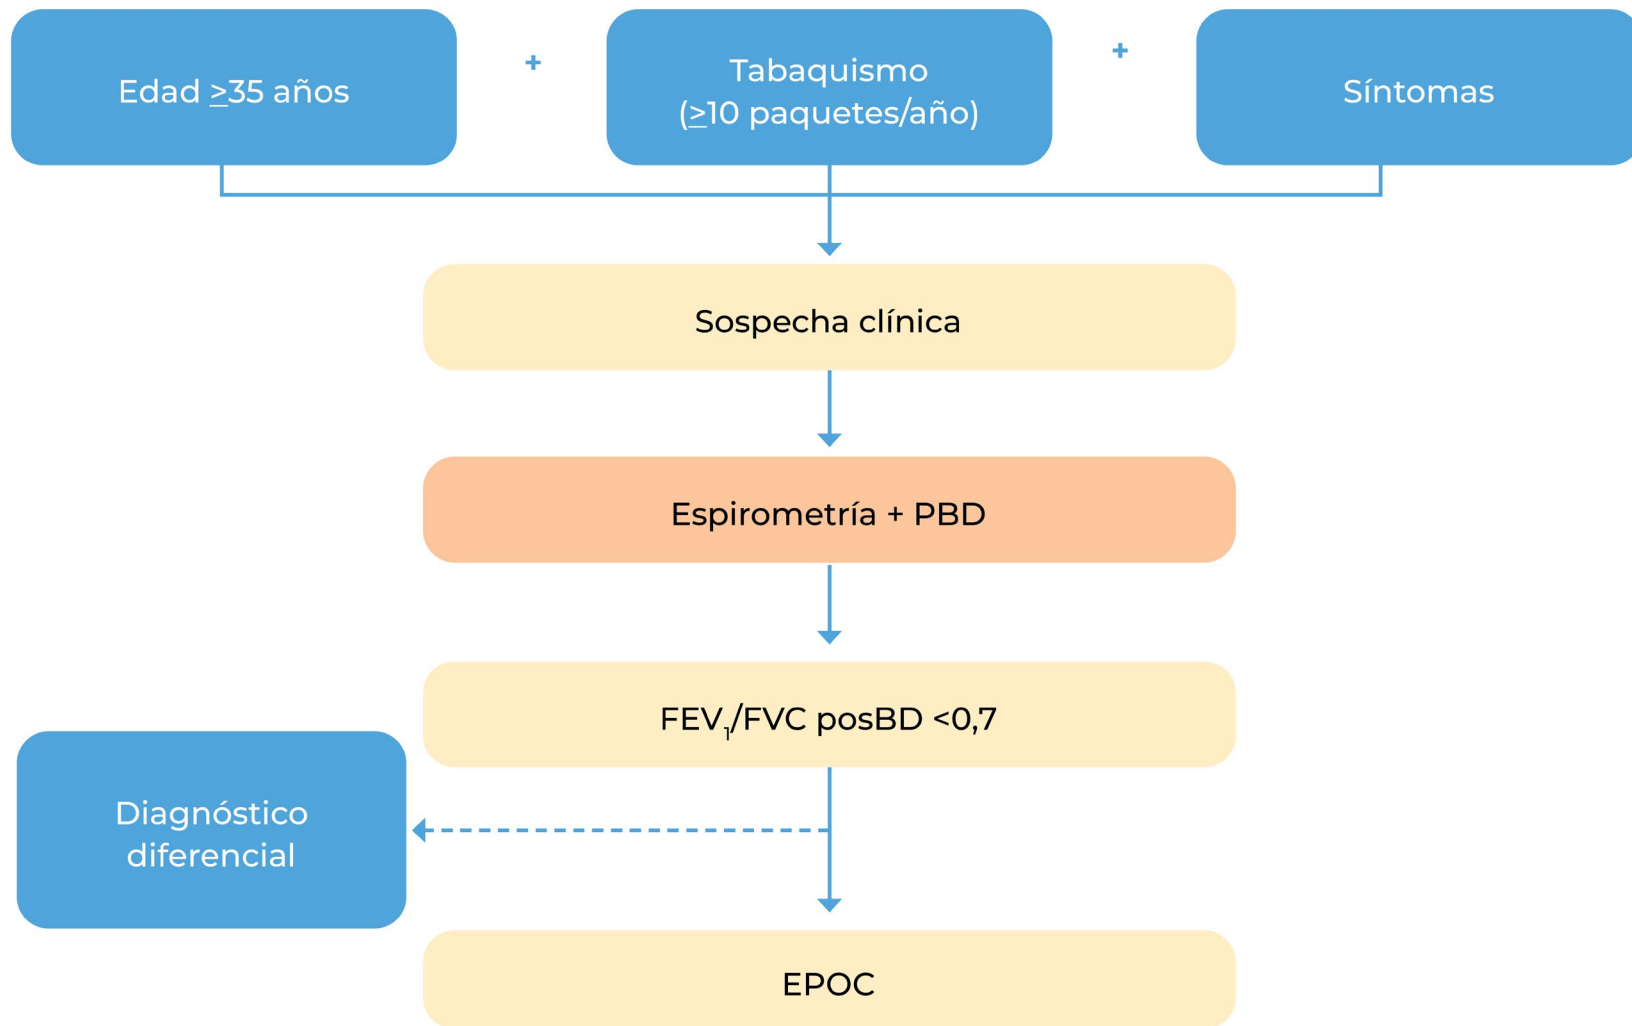 Edad ≥35 años
+
Tabaquismo
(≥10 paquetes/año)
+
Síntomas
Sospecha clínica
Espirometría + PBD
FEV₁/FVC posBD <0,7
Diagnóstico
diferencial
EPOC